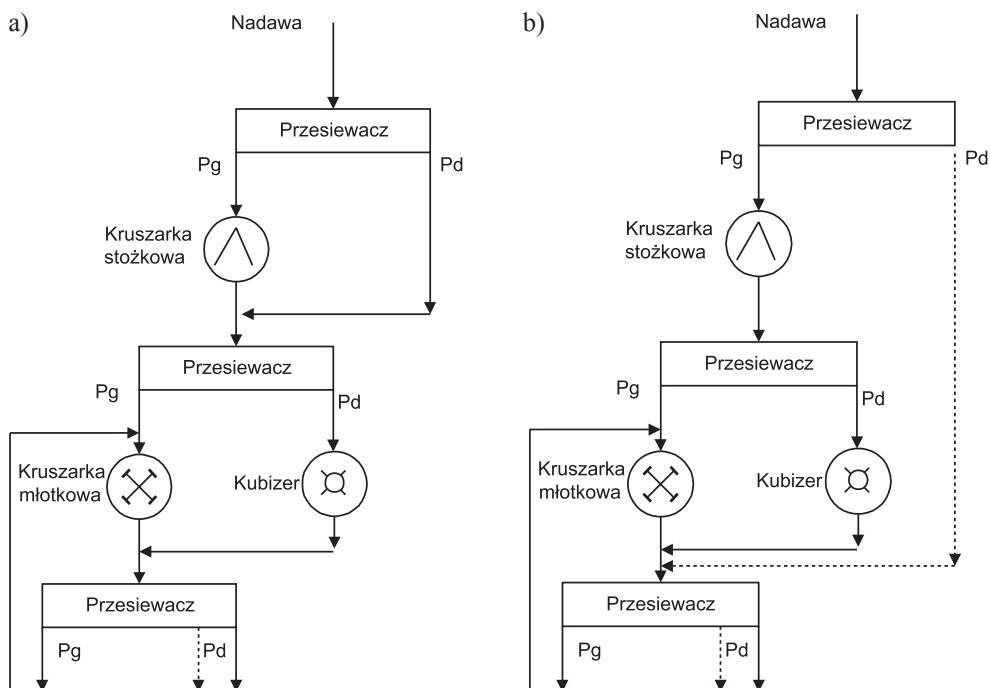 a)
Nadawa
Przesiewacz
Pg
Pd
Kruszarka
stożkowa
Przesiewacz
Pg
Pd
Kruszarka
młotkowa
Kubizer
Przesiewacz
Pg
Pd
b)
Nadawa
Przesiewacz
Pg
Pd
Kruszarka
stożkowa
Przesiewacz
Pg
Pd
Kruszarka
młotkowa
Kubizer
Przesiewacz
Pg
Pd